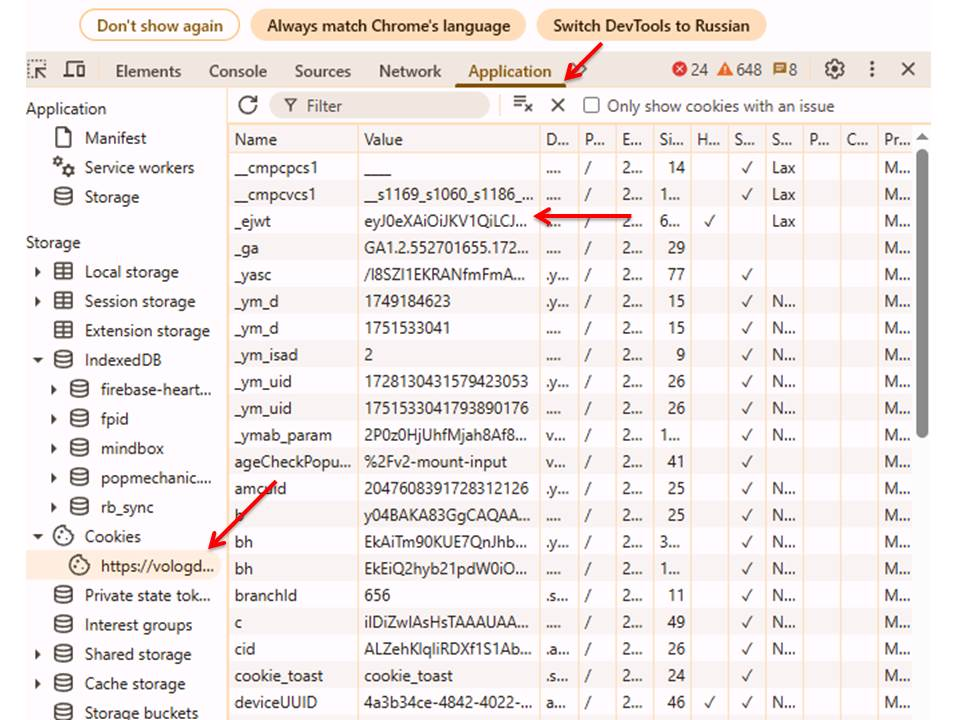 Don't show again Always match Chrome's language Switch DevTools to Russian
Elements Console Sources Network Application 24 648 8
Application
Manifest
Service workers
Storage
Storage
Local storage
Session storage
Extension storage
IndexedDB
firebase-heart...
fpid
mindbox
popmechanic....
rb_sync
Cookies
https://vologd...
Private state tok...
Interest groups
Shared storage
Cache storage
Storage buckets
Filter Only show cookies with an issue
Name Value D... P... E... Si... H... S... S... P... C... Pr...
__cmpcpcs1 ____ .... / 2... 14 ✓ Lax M...
__cmpcvcs1 __s1169_s1060_s1186_... .... / 2... 1... ✓ Lax M...
_ejwt eyJ0eXAiOiJKV1QiLCJ... .... / 2... 6... ✓ Lax M...
_ga GA1.2.552701655.172... .... / 2... 29 M...
_yasc /I8SZI1EKRANfmFmA... .y... / 2... 77 ✓ M...
_ym_d 1749184623 .y... / 2... 15 ✓ N... M...
_ym_d 1751533041 .... / 2... 15 ✓ N... M...
_ym_isad 2 .... / 2... 9 ✓ N... M...
_ym_uid 1728130431579423053 .y... / 2... 26 ✓ N... M...
_ym_uid 1751533041793890176 .... / 2... 26 ✓ N... M...
_ymab_param 2P0z0HjUhfMjah8Af8... v... / 2... 1... ✓ N... M...
ageCheckPopu... %2Fv2-mount-input v... / 2... 41 ✓ M...
amcuid 2047608391728312126 .y... / 2... 25 ✓ N... M...
b y04BAKA83GgCAQAA... .... / 2... 25 ✓ N... M...
bh EkAiTm90KUE7QnJhb... .y... / 2... 3... ✓ N... M...
bh EkEiQ2hyb21pdW0iO... .... / 2... 1... ✓ N... M...
branchId 656 .s... / 2... 11 ✓ N... M...
c iIDiZwIAsHsTAAAUAA... .... / 2... 49 ✓ N... M...
cid ALZehKlqIiRDXf1S1Ab... .a... / 2... 26 ✓ N... M...
cookie_toast cookie_toast .s... / 2... 24 ✓ M...
deviceUUID 4a3b34ce-4842-4022-... a... / 2... 46 ✓ ✓ N... M...